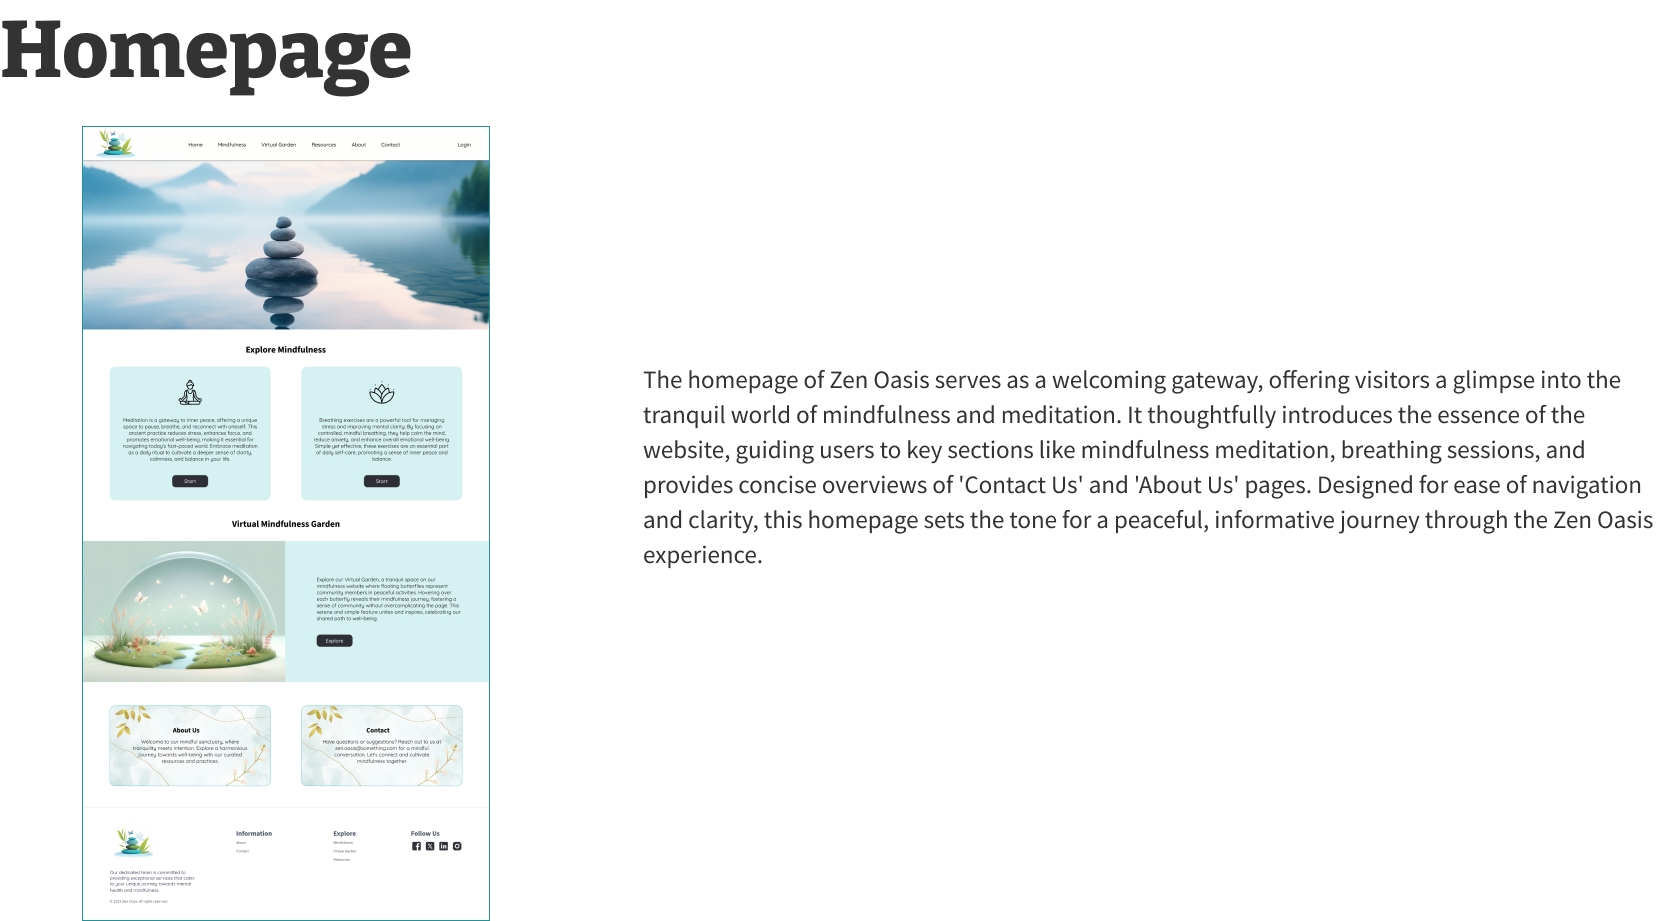 Homepage
Home Mindfulness Virtual Garden Resources About Contact Login
Explore Mindfulness
Meditation is a gateway to inner peace, offering a unique
space to pause, breathe, and reconnect with oneself. This
ancient practice reduces stress, enhances focus, and
promotes emotional well-being, making it essential for
navigating today's fast-paced world. Embrace meditation
as a daily ritual to cultivate a deeper sense of clarity,
calmness, and balance in your life.
Start
Breathing exercises are a powerful tool for managing
stress and improving mental clarity. By focusing on
controlled, mindful breathing, they help calm the mind,
reduce anxiety, and enhance overall emotional well-being.
Simple yet effective, these exercises are an essential part
of daily self-care, promoting a sense of inner peace and
balance.
Start
Virtual Mindfulness Garden
Explore our Virtual Garden, a tranquil space on our
mindfulness website where floating butterflies represent
community members in peaceful activities. Hovering over
each butterfly reveals their mindfulness journey, fostering a
sense of community without overcomplicating the page. This
serene and simple feature unites and inspires, celebrating our
shared path to well-being.
Explore
About Us
Welcome to our mindful sanctuary, where
tranquility meets intention. Explore a harmonious
journey towards well-being with our curated
resources and practices.
Contact
Have questions or suggestions? Reach out to us at
zen.oasis@something.com for a mindful
conversation. Let's connect and cultivate
mindfulness together.
Our dedicated team is committed to
providing exceptional services that cater
to your unique journey towards mental
health and mindfulness.
© 2023 Zen Oasis. All rights reserved.
Information
About
Contact
Explore
Mindfulness
Virtual Garden
Resources
Follow Us
The homepage of Zen Oasis serves as a welcoming gateway, offering visitors a glimpse into the
tranquil world of mindfulness and meditation. It thoughtfully introduces the essence of the
website, guiding users to key sections like mindfulness meditation, breathing sessions, and
provides concise overviews of 'Contact Us' and 'About Us' pages. Designed for ease of navigation
and clarity, this homepage sets the tone for a peaceful, informative journey through the Zen Oasis
experience.